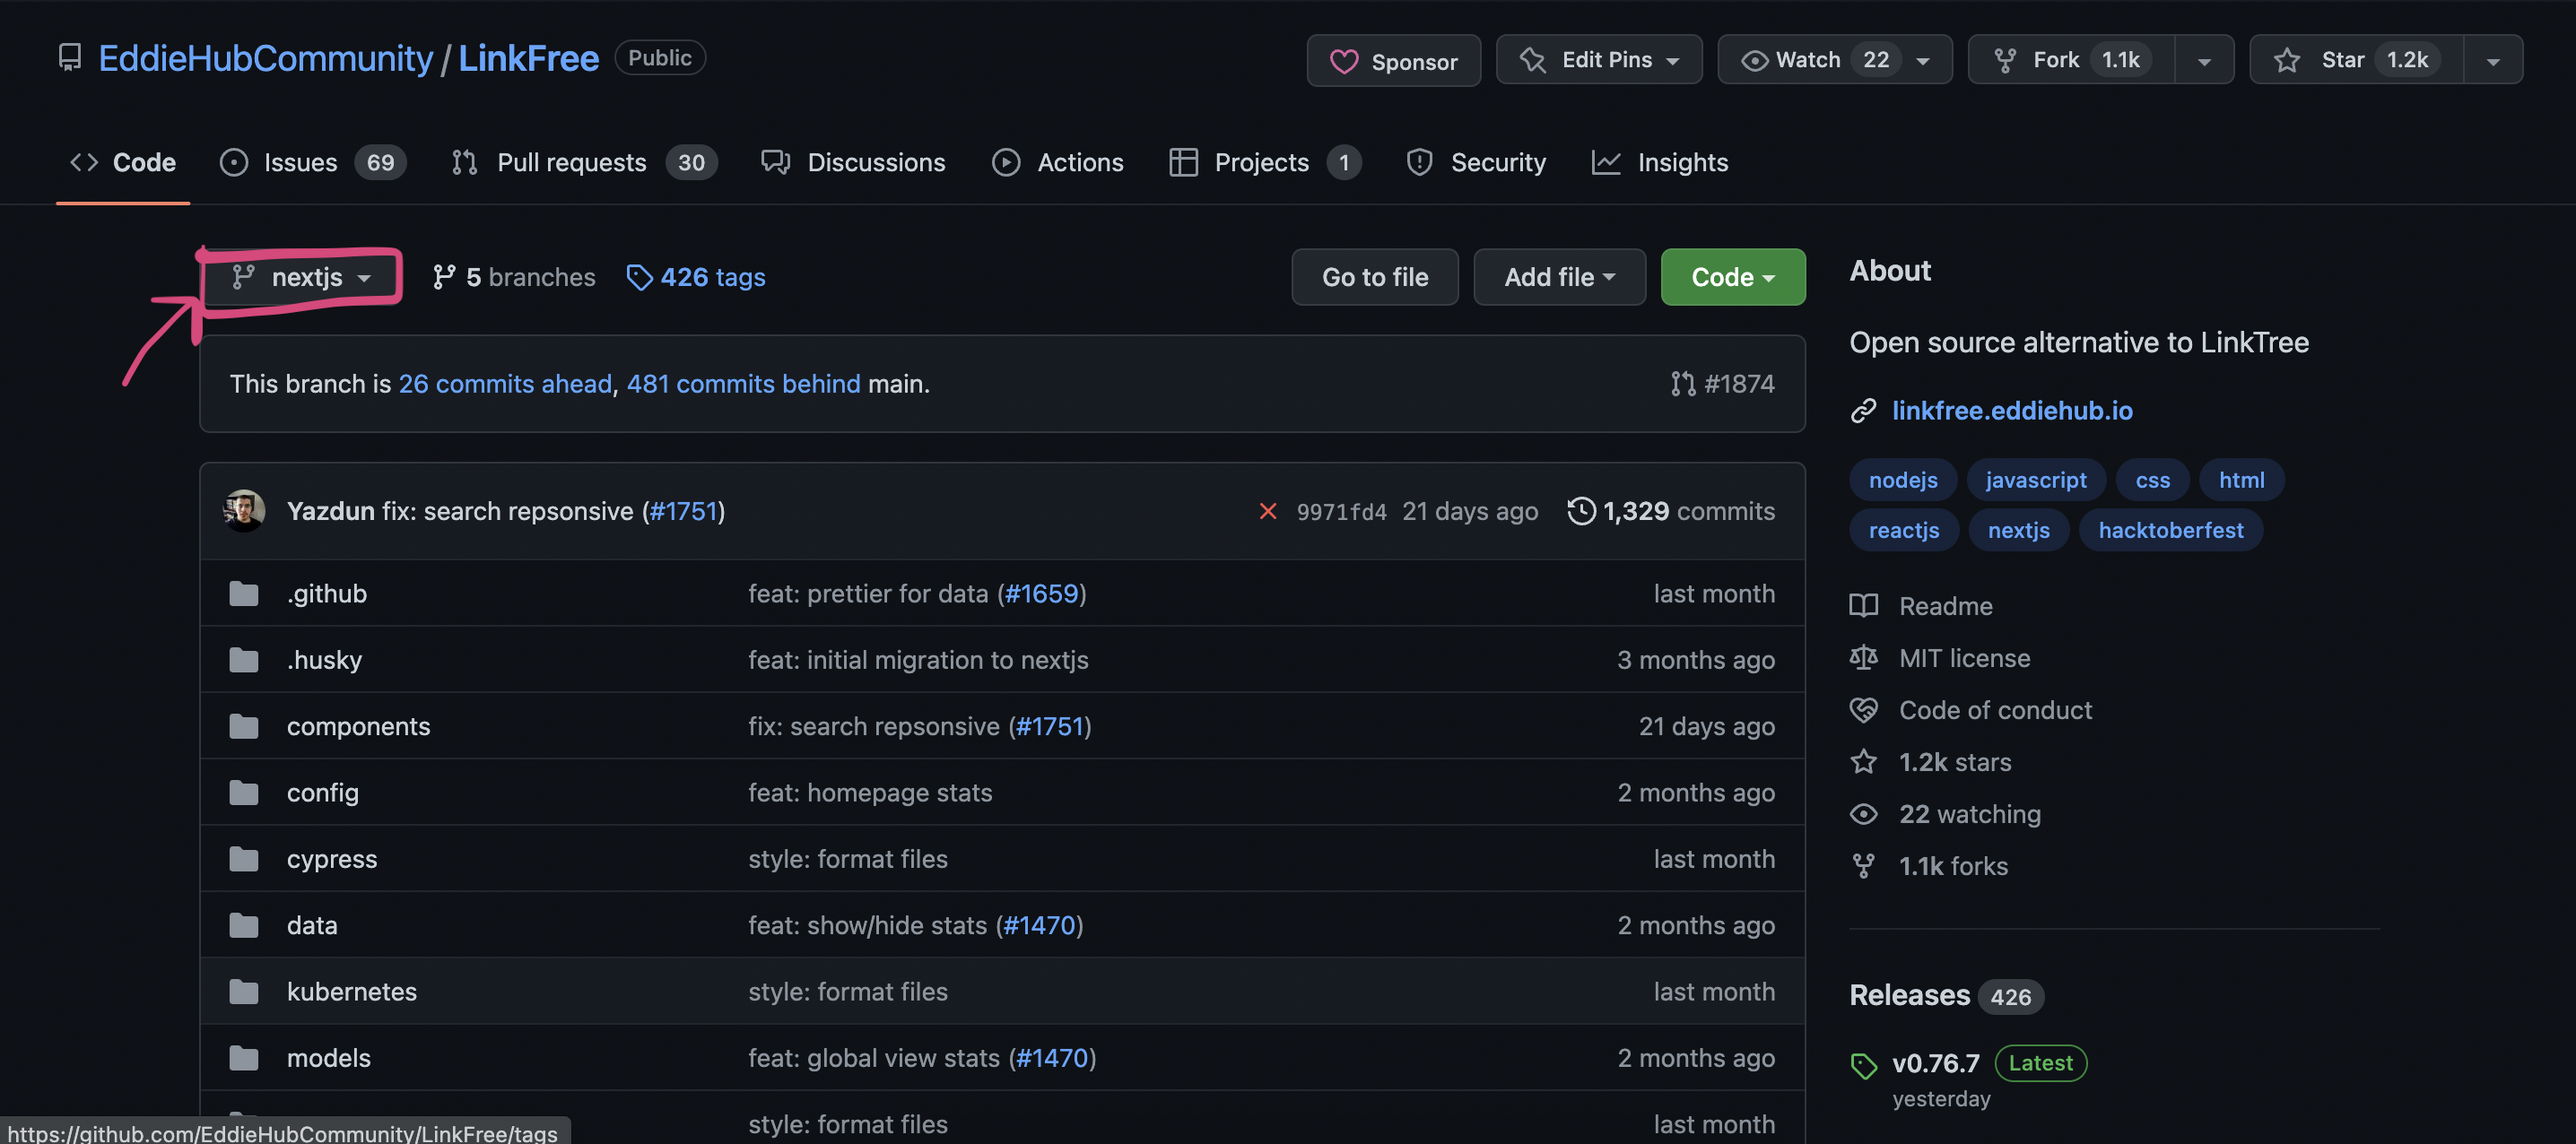 EddieHubCommunity / LinkFree Public
Sponsor Edit Pins Watch 22 Fork 1.1k Star 1.2k
Code Issues 69 Pull requests 30 Discussions Actions Projects 1 Security Insights
nextjs 5 branches 426 tags Go to file Add file Code
This branch is 26 commits ahead, 481 commits behind main. #1874
Yazdun fix: search repsonsive (#1751) 9971fd4 21 days ago 1,329 commits
.github feat: prettier for data (#1659) last month
.husky feat: initial migration to nextjs 3 months ago
components fix: search repsonsive (#1751) 21 days ago
config feat: homepage stats 2 months ago
cypress style: format files last month
data feat: show/hide stats (#1470) 2 months ago
kubernetes style: format files last month
models feat: global view stats (#1470) 2 months ago
style: format files last month
https://github.com/EddieHubCommunity/LinkFree/tags
About
Open source alternative to LinkTree
linkfree.eddiehub.io
nodejs javascript css html
reactjs nextjs hacktoberfest
Readme
MIT license
Code of conduct
1.2k stars
22 watching
1.1k forks
Releases 426
v0.76.7 Latest
yesterday